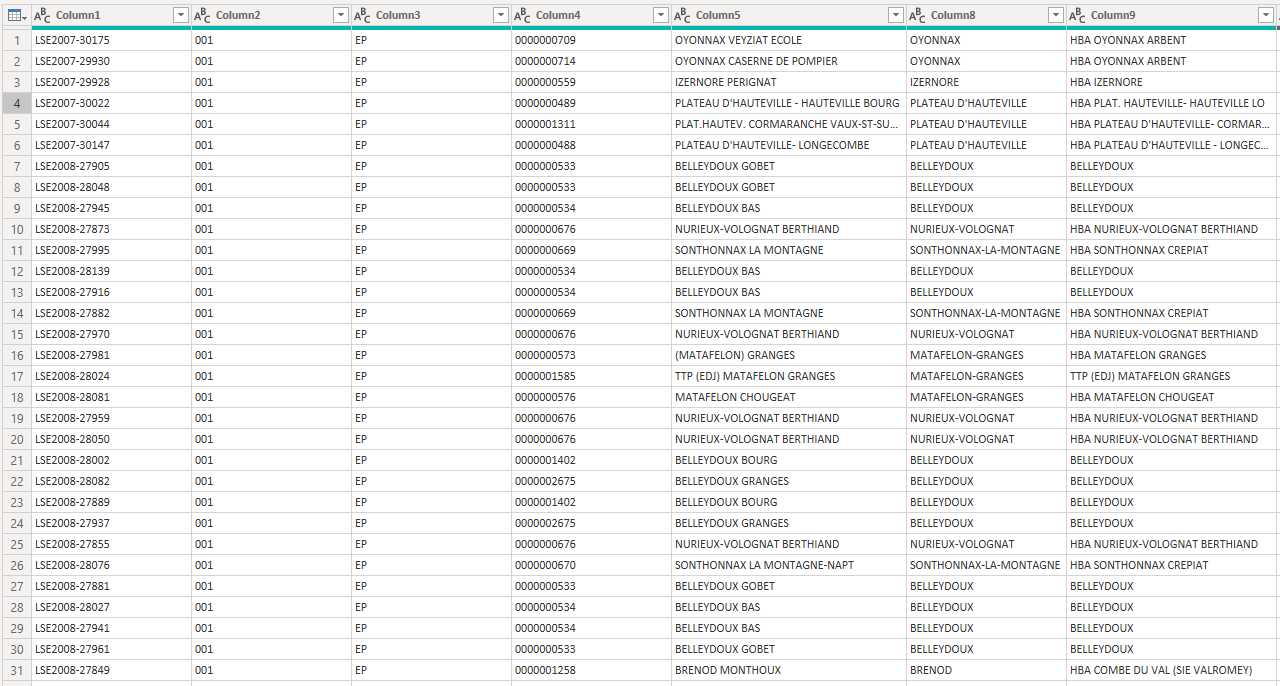 Column1 Column2 Column3 Column4 Column5 Column8 Column9
1 LSE2007-30175 001 EP 0000000709 OYONNAX VEYZIAT ECOLE OYONNAX HBA OYONNAX ARBENT
2 LSE2007-29930 001 EP 0000000714 OYONNAX CASERNE DE POMPIER OYONNAX HBA OYONNAX ARBENT
3 LSE2007-29928 001 EP 0000000559 IZERNORE PERIGNAT IZERNORE HBA IZERNORE
4 LSE2007-30022 001 EP 0000000489 PLATEAU D'HAUTEVILLE - HAUTEVILLE BOURG PLATEAU D'HAUTEVILLE HBA PLAT. HAUTEVILLE- HAUTEVILLE LO
5 LSE2007-30044 001 EP 0000001311 PLAT.HAUTEV. CORMARANCHE VAUX-ST-SU... PLATEAU D'HAUTEVILLE HBA PLATEAU D'HAUTEVILLE- CORMAR...
6 LSE2007-30147 001 EP 0000000488 PLATEAU D'HAUTEVILLE- LONGECOMBE PLATEAU D'HAUTEVILLE HBA PLATEAU D'HAUTEVILLE - LONGEC...
7 LSE2008-27905 001 EP 0000000533 BELLEYDOUX GOBET BELLEYDOUX BELLEYDOUX
8 LSE2008-28048 001 EP 0000000533 BELLEYDOUX GOBET BELLEYDOUX BELLEYDOUX
9 LSE2008-27945 001 EP 0000000534 BELLEYDOUX BAS BELLEYDOUX BELLEYDOUX
10 LSE2008-27873 001 EP 0000000676 NURIEUX-VOLOGNAT BERTHIAND NURIEUX-VOLOGNAT HBA NURIEUX-VOLOGNAT BERTHIAND
11 LSE2008-27995 001 EP 0000000669 SONTHONNAX LA MONTAGNE SONTHONNAX-LA-MONTAGNE HBA SONTHONNAX CREPIAT
12 LSE2008-28139 001 EP 0000000534 BELLEYDOUX BAS BELLEYDOUX BELLEYDOUX
13 LSE2008-27916 001 EP 0000000534 BELLEYDOUX BAS BELLEYDOUX BELLEYDOUX
14 LSE2008-27882 001 EP 0000000669 SONTHONNAX LA MONTAGNE SONTHONNAX-LA-MONTAGNE HBA SONTHONNAX CREPIAT
15 LSE2008-27970 001 EP 0000000676 NURIEUX-VOLOGNAT BERTHIAND NURIEUX-VOLOGNAT HBA NURIEUX-VOLOGNAT BERTHIAND
16 LSE2008-27981 001 EP 0000000573 (MATAFELON) GRANGES MATAFELON-GRANGES HBA MATAFELON GRANGES
17 LSE2008-28024 001 EP 0000001585 TTP (EDJ) MATAFELON GRANGES MATAFELON-GRANGES TTP (EDJ) MATAFELON GRANGES
18 LSE2008-28081 001 EP 0000000576 MATAFELON CHOUGEAT MATAFELON-GRANGES HBA MATAFELON CHOUGEAT
19 LSE2008-27959 001 EP 0000000676 NURIEUX-VOLOGNAT BERTHIAND NURIEUX-VOLOGNAT HBA NURIEUX-VOLOGNAT BERTHIAND
20 LSE2008-28050 001 EP 0000000676 NURIEUX-VOLOGNAT BERTHIAND NURIEUX-VOLOGNAT HBA NURIEUX-VOLOGNAT BERTHIAND
21 LSE2008-28002 001 EP 0000001402 BELLEYDOUX BOURG BELLEYDOUX BELLEYDOUX
22 LSE2008-28082 001 EP 0000002675 BELLEYDOUX GRANGES BELLEYDOUX BELLEYDOUX
23 LSE2008-27889 001 EP 0000001402 BELLEYDOUX BOURG BELLEYDOUX BELLEYDOUX
24 LSE2008-27937 001 EP 0000002675 BELLEYDOUX GRANGES BELLEYDOUX BELLEYDOUX
25 LSE2008-27855 001 EP 0000000676 NURIEUX-VOLOGNAT BERTHIAND NURIEUX-VOLOGNAT HBA NURIEUX-VOLOGNAT BERTHIAND
26 LSE2008-28076 001 EP 0000000670 SONTHONNAX LA MONTAGNE-NAPT SONTHONNAX-LA-MONTAGNE HBA SONTHONNAX CREPIAT
27 LSE2008-27881 001 EP 0000000533 BELLEYDOUX GOBET BELLEYDOUX BELLEYDOUX
28 LSE2008-28027 001 EP 0000000534 BELLEYDOUX BAS BELLEYDOUX BELLEYDOUX
29 LSE2008-27941 001 EP 0000000534 BELLEYDOUX BAS BELLEYDOUX BELLEYDOUX
30 LSE2008-27961 001 EP 0000000533 BELLEYDOUX GOBET BELLEYDOUX BELLEYDOUX
31 LSE2008-27849 001 EP 0000001258 BRENOD MONTHOUX BRENOD HBA COMBE DU VAL (SIE VALROMEY)